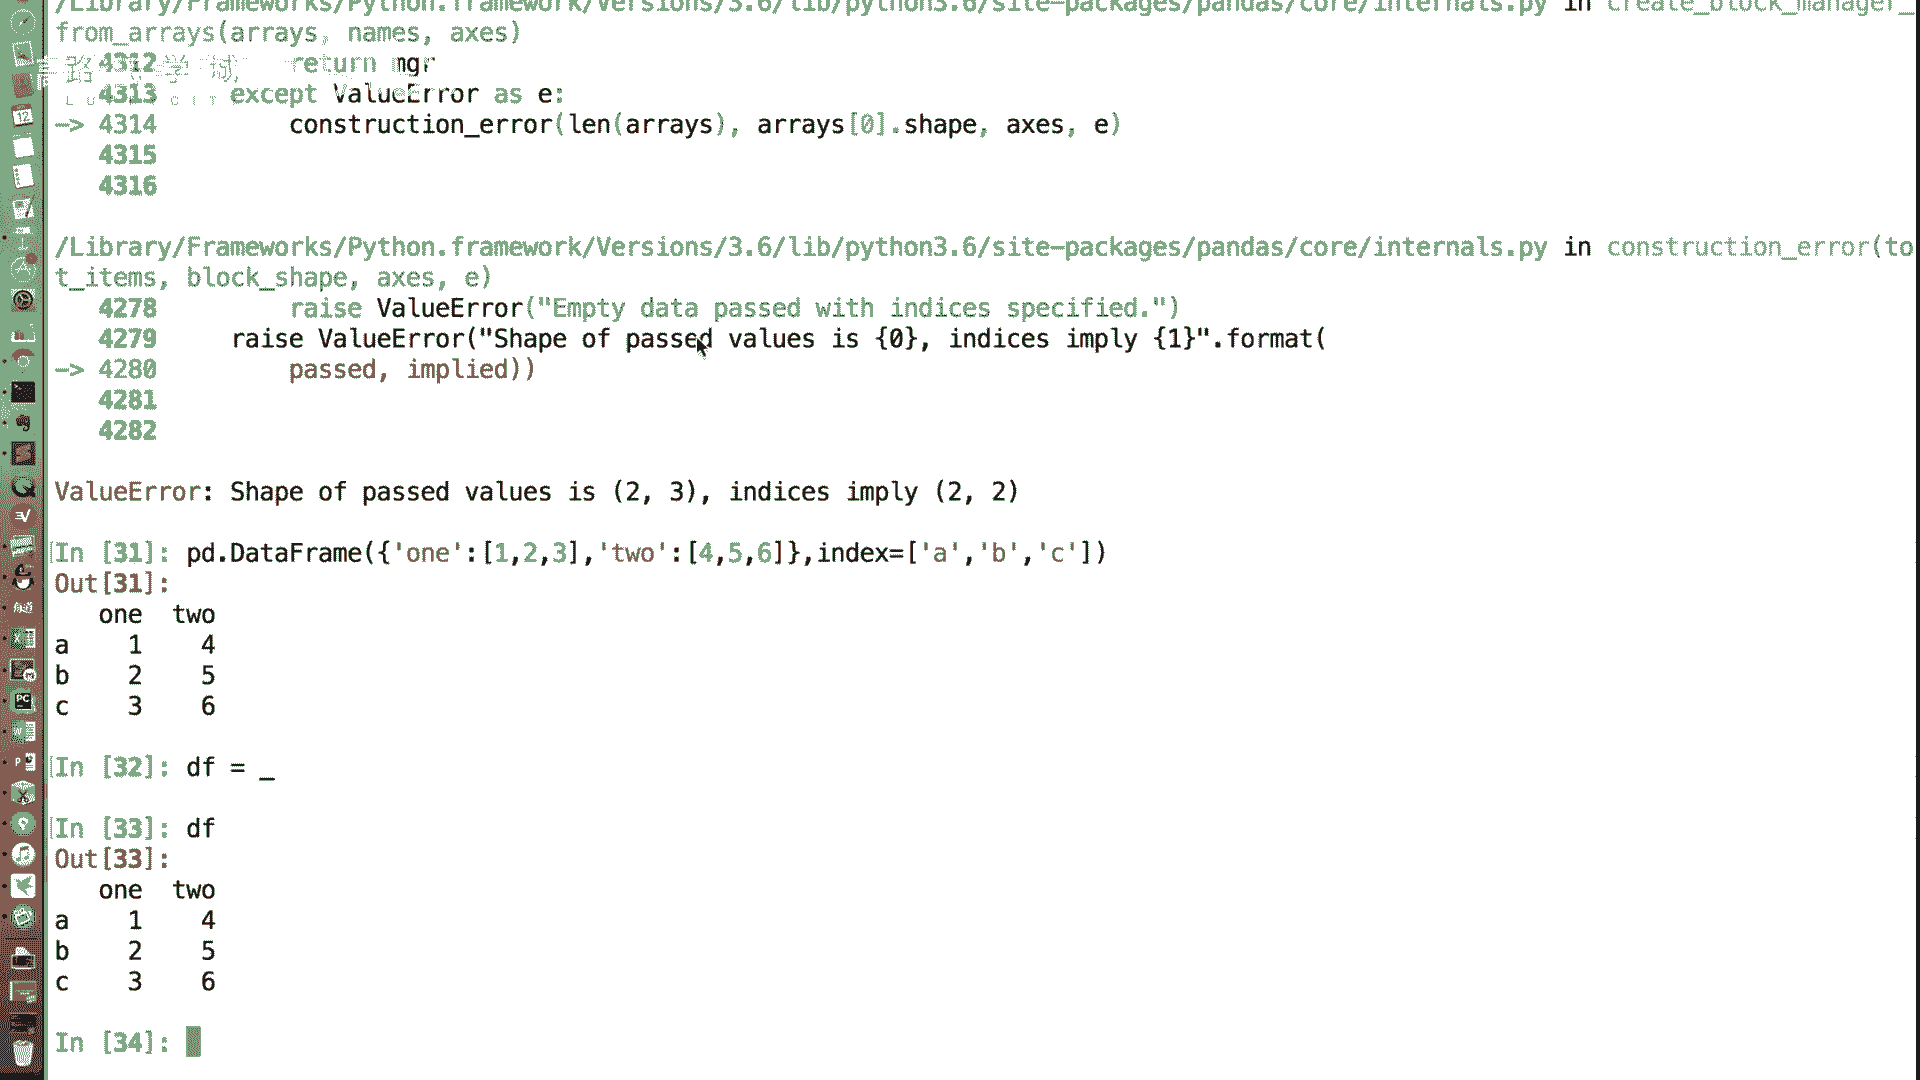 /Library/Frameworks/Python.framework/Versions/3.6/lib/python3.6/site-packages/pandas/core/internals.py in create_block_manager_
from_arrays(arrays, names, axes)
4312         return mgr
4313     except ValueError as e:
-> 4314         construction_error(len(arrays), arrays[0].shape, axes, e)
4315
4316
/Library/Frameworks/Python.framework/Versions/3.6/lib/python3.6/site-packages/pandas/core/internals.py in construction_error(to
t_items, block_shape, axes, e)
4278         raise ValueError("Empty data passed with indices specified.")
4279     raise ValueError("Shape of passed values is {0}, indices imply {1}".format(
-> 4280         passed, implied))
4281
4282
ValueError: Shape of passed values is (2, 3), indices imply (2, 2)
In [31]: pd.DataFrame({'one':[1,2,3],'two':[4,5,6]},index=['a','b','c'])
Out[31]:
   one  two
a    1    4
b    2    5
c    3    6
In [32]: df = _
In [33]: df
Out[33]:
   one  two
a    1    4
b    2    5
c    3    6
In [34]: